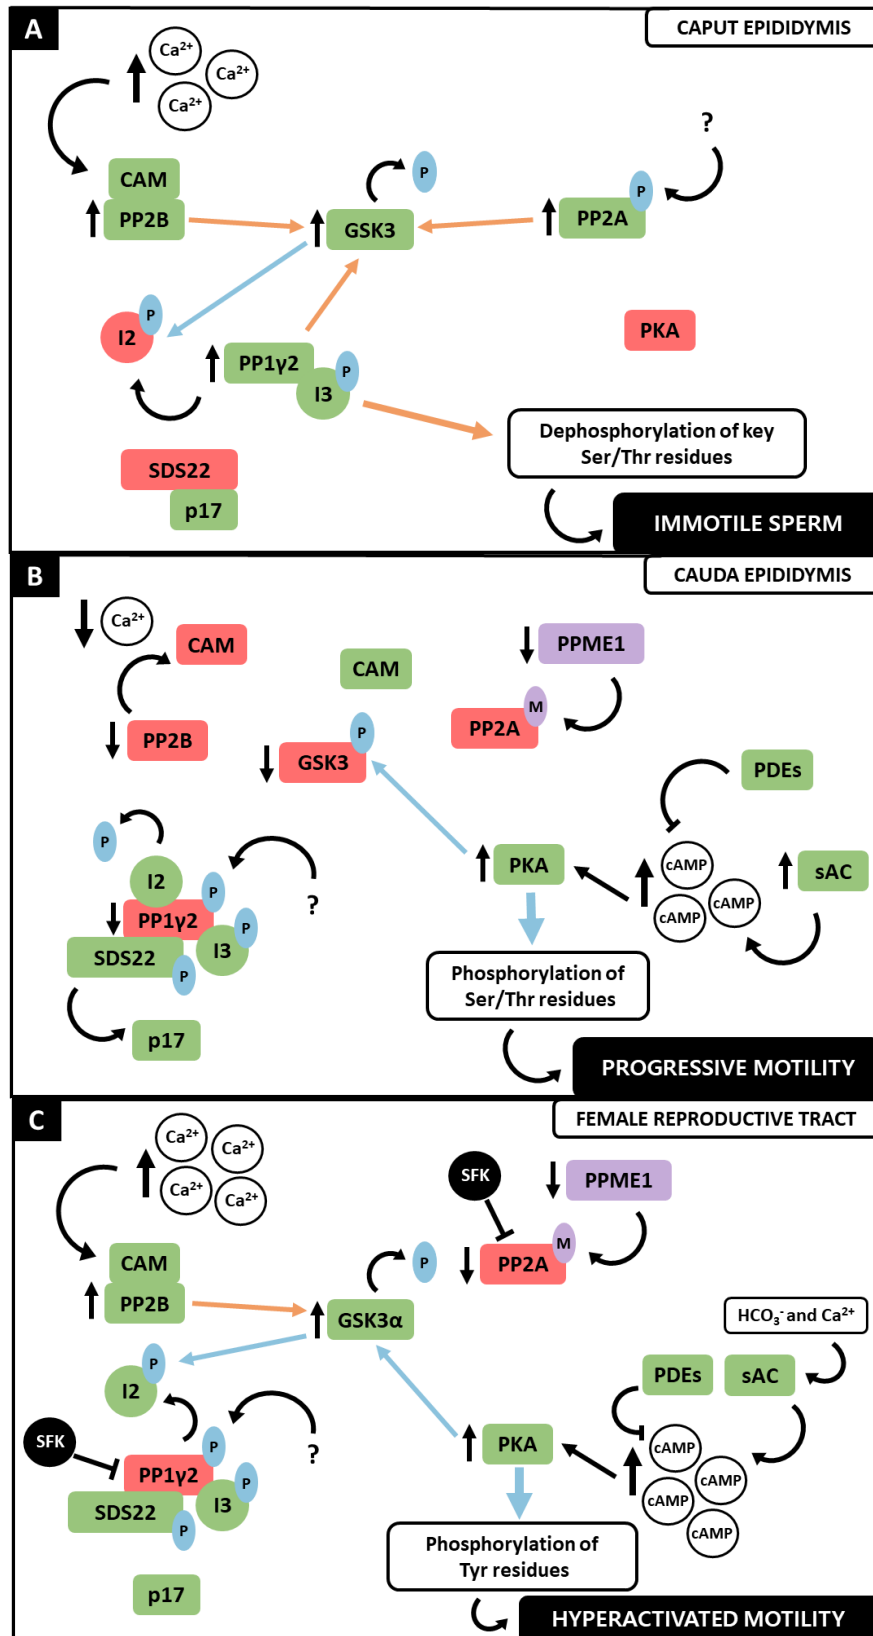 A
CAPUT EPIDIDYMIS
Ca²⁺
Ca²⁺
Ca²⁺
?
CAM
PP2B
P
GSK3
P
PP2A
P
I2
PP1γ2
P
I3
PKA
Dephosphorylation of key
Ser/Thr residues
SDS22
p17
IMMOTILE SPERM
B
CAUDA EPIDIDYMIS
Ca²⁺
CAM
CAM
PPME1
M
PP2A
PP2B
P
GSK3
PDEs
P
I2
P
?
PKA
cAMP
cAMP
cAMP
sAC
PP1γ2
P
I3
SDS22
P
Phosphorylation of
Ser/Thr residues
p17
PROGRESSIVE MOTILITY
C
FEMALE REPRODUCTIVE TRACT
Ca²⁺
Ca²⁺
Ca²⁺
Ca²⁺
SFK
PPME1
M
PP2A
CAM
PP2B
P
GSK3α
HCO₃⁻ and Ca²⁺
P
I2
PDEs
sAC
SFK
P
?
PKA
cAMP
cAMP
cAMP
cAMP
PP1γ2
P
I3
SDS22
P
Phosphorylation of
Tyr residues
p17
HYPERACTIVATED MOTILITY